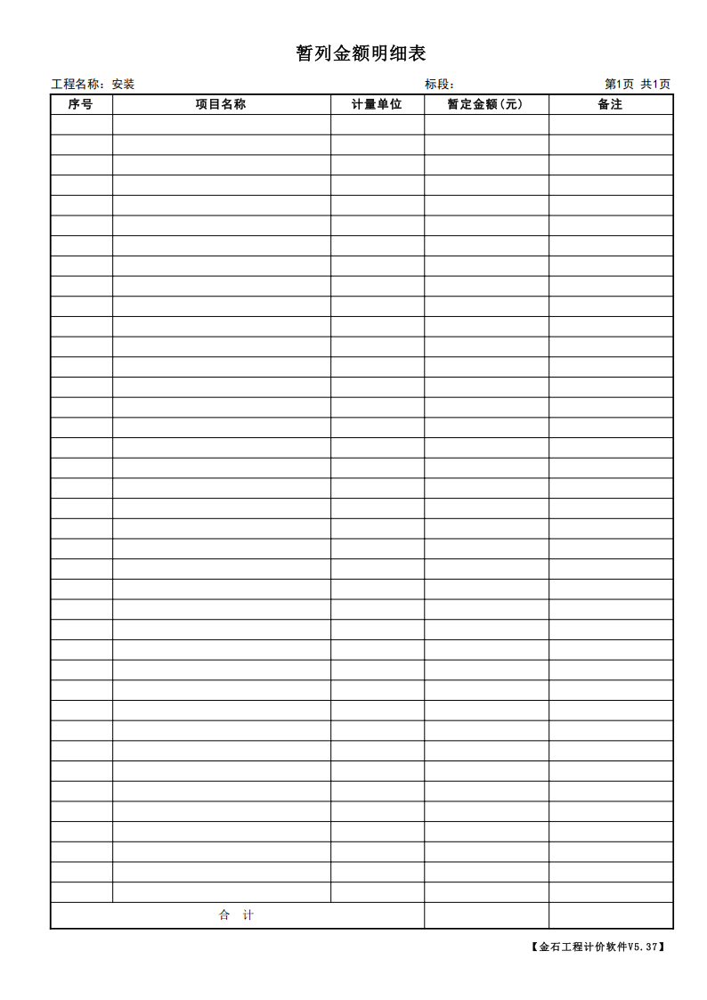 暂列金额明细表
工程名称：安装 标段： 第1页 共1页
序号 项目名称 计量单位 暂定金额(元) 备注
合 计
【金石工程计价软件V5.37】